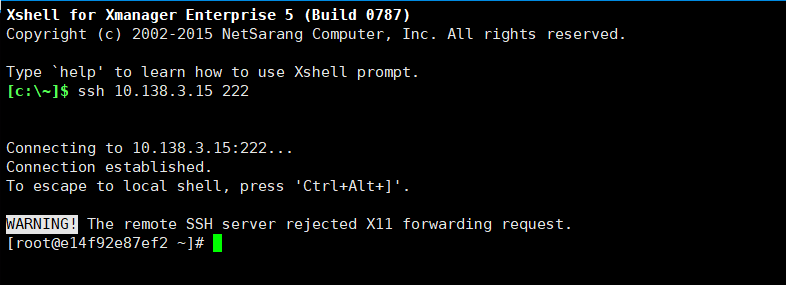 Xshell for Xmanager Enterprise 5 (Build 0787)
Copyright (c) 2002-2015 NetSarang Computer, Inc. All rights reserved.
Type `help' to learn how to use Xshell prompt.
[c:\~]$ ssh 10.138.3.15 222
Connecting to 10.138.3.15:222...
Connection established.
To escape to local shell, press 'Ctrl+Alt+]'.
WARNING! The remote SSH server rejected X11 forwarding request.
[root@e14f92e87ef2 ~]#